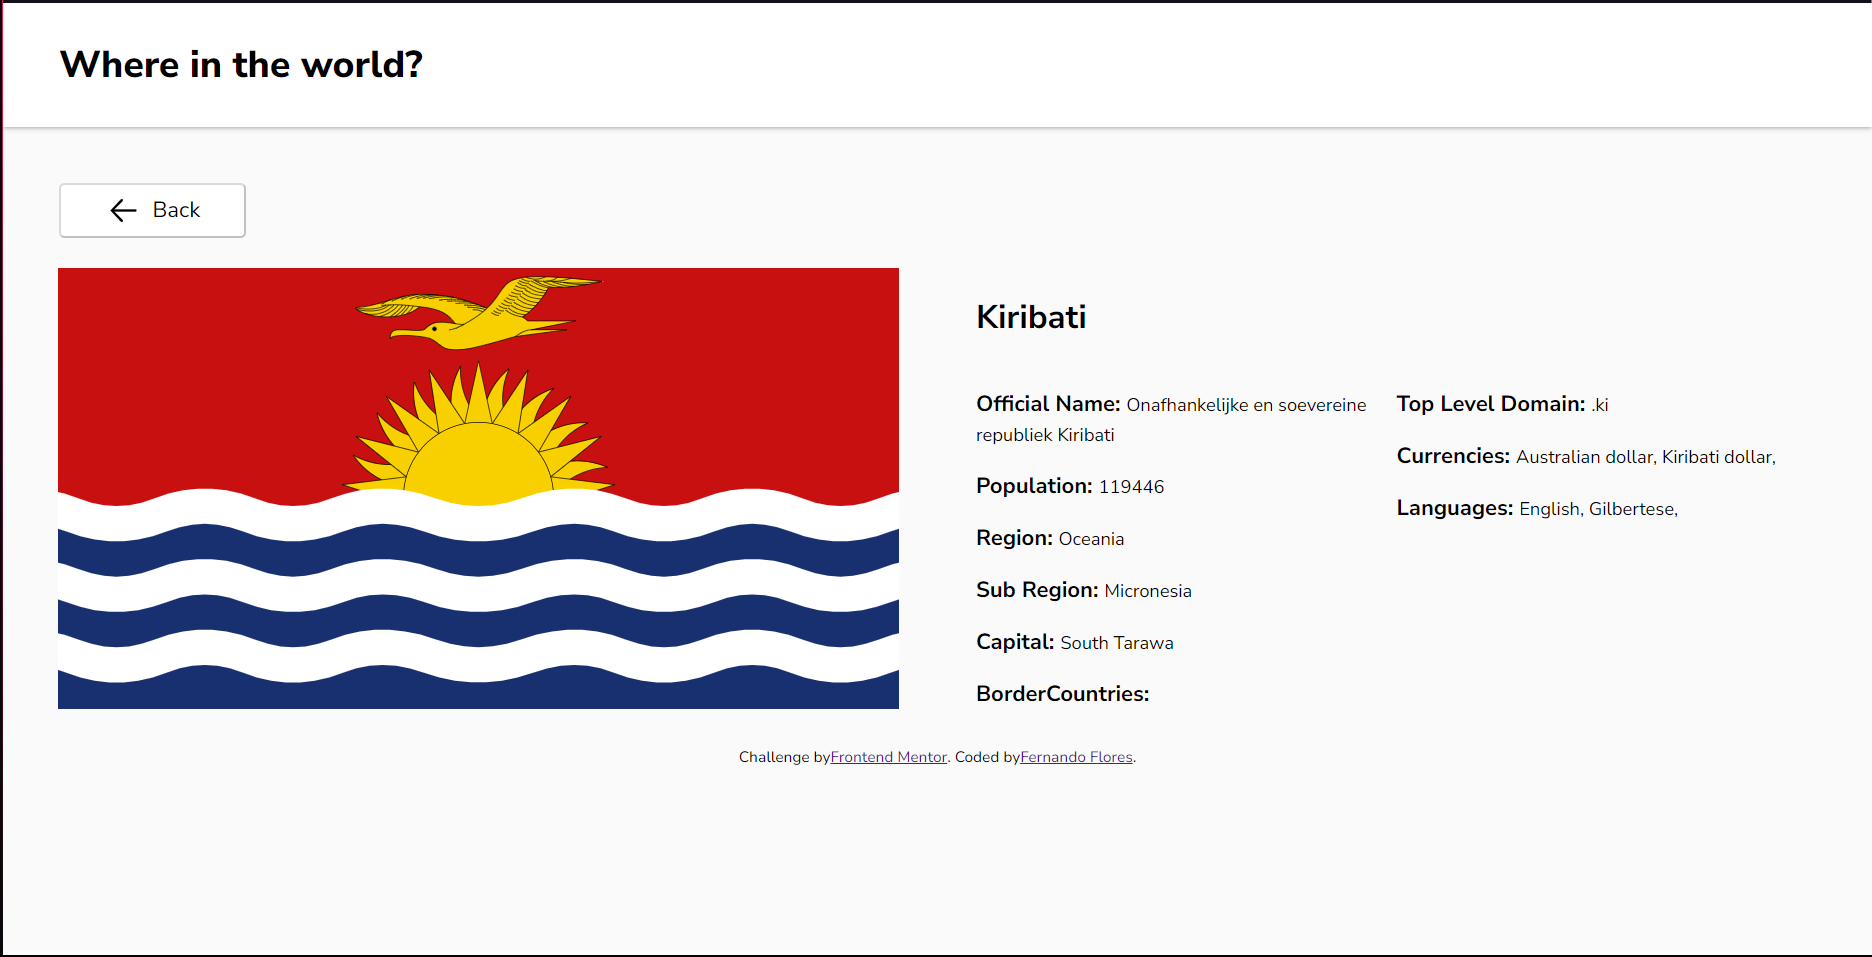 Where in the world?
Back
Kiribati
Official Name: Onafhankelijke en soevereine
republiek Kiribati
Population: 119446
Region: Oceania
Sub Region: Micronesia
Capital: South Tarawa
BorderCountries:
Top Level Domain: .ki
Currencies: Australian dollar, Kiribati dollar,
Languages: English, Gilbertese,
Challenge byFrontend Mentor. Coded byFernando Flores.